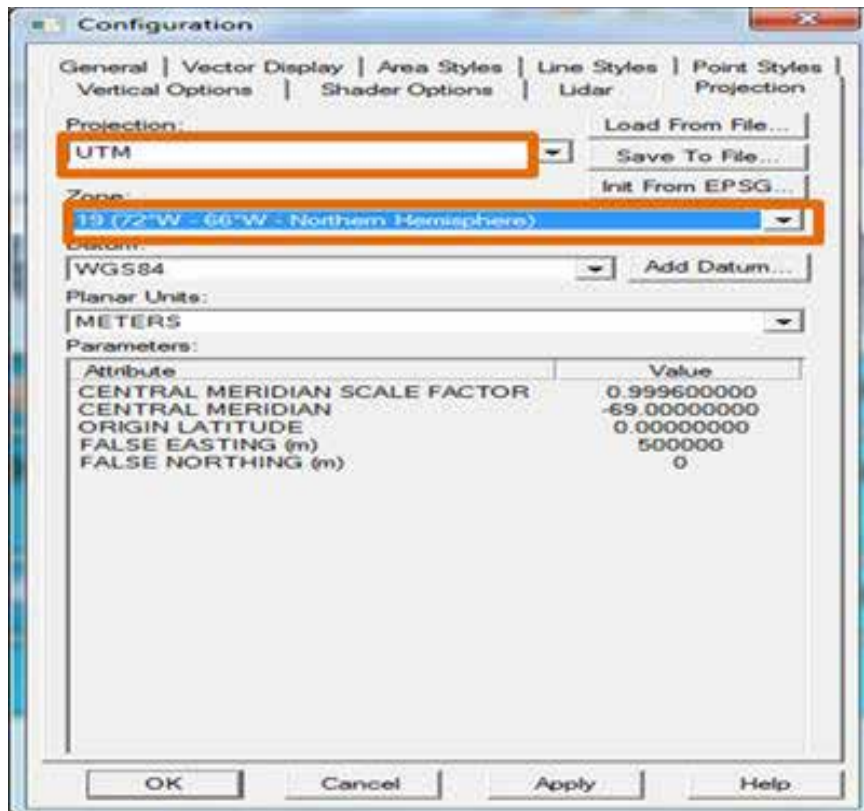 Configuration
General | Vector Display | Area Styles | Line Styles | Point Styles
Vertical Options | Shader Options | Lidar Projection
Projection:
Load From File...
UTM
Save To File...
Init From EPSG...
Zone:
19 (72°W - 66°W - Northern Hemisphere)
Datum:
WGS84
Add Datum...
Planar Units:
METERS
Parameters:
Attribute Value
CENTRAL MERIDIAN SCALE FACTOR 0.999600000
CENTRAL MERIDIAN -69.00000000
ORIGIN LATITUDE 0.00000000
FALSE EASTING (m) 500000
FALSE NORTHING (m) 0
OK Cancel Apply Help